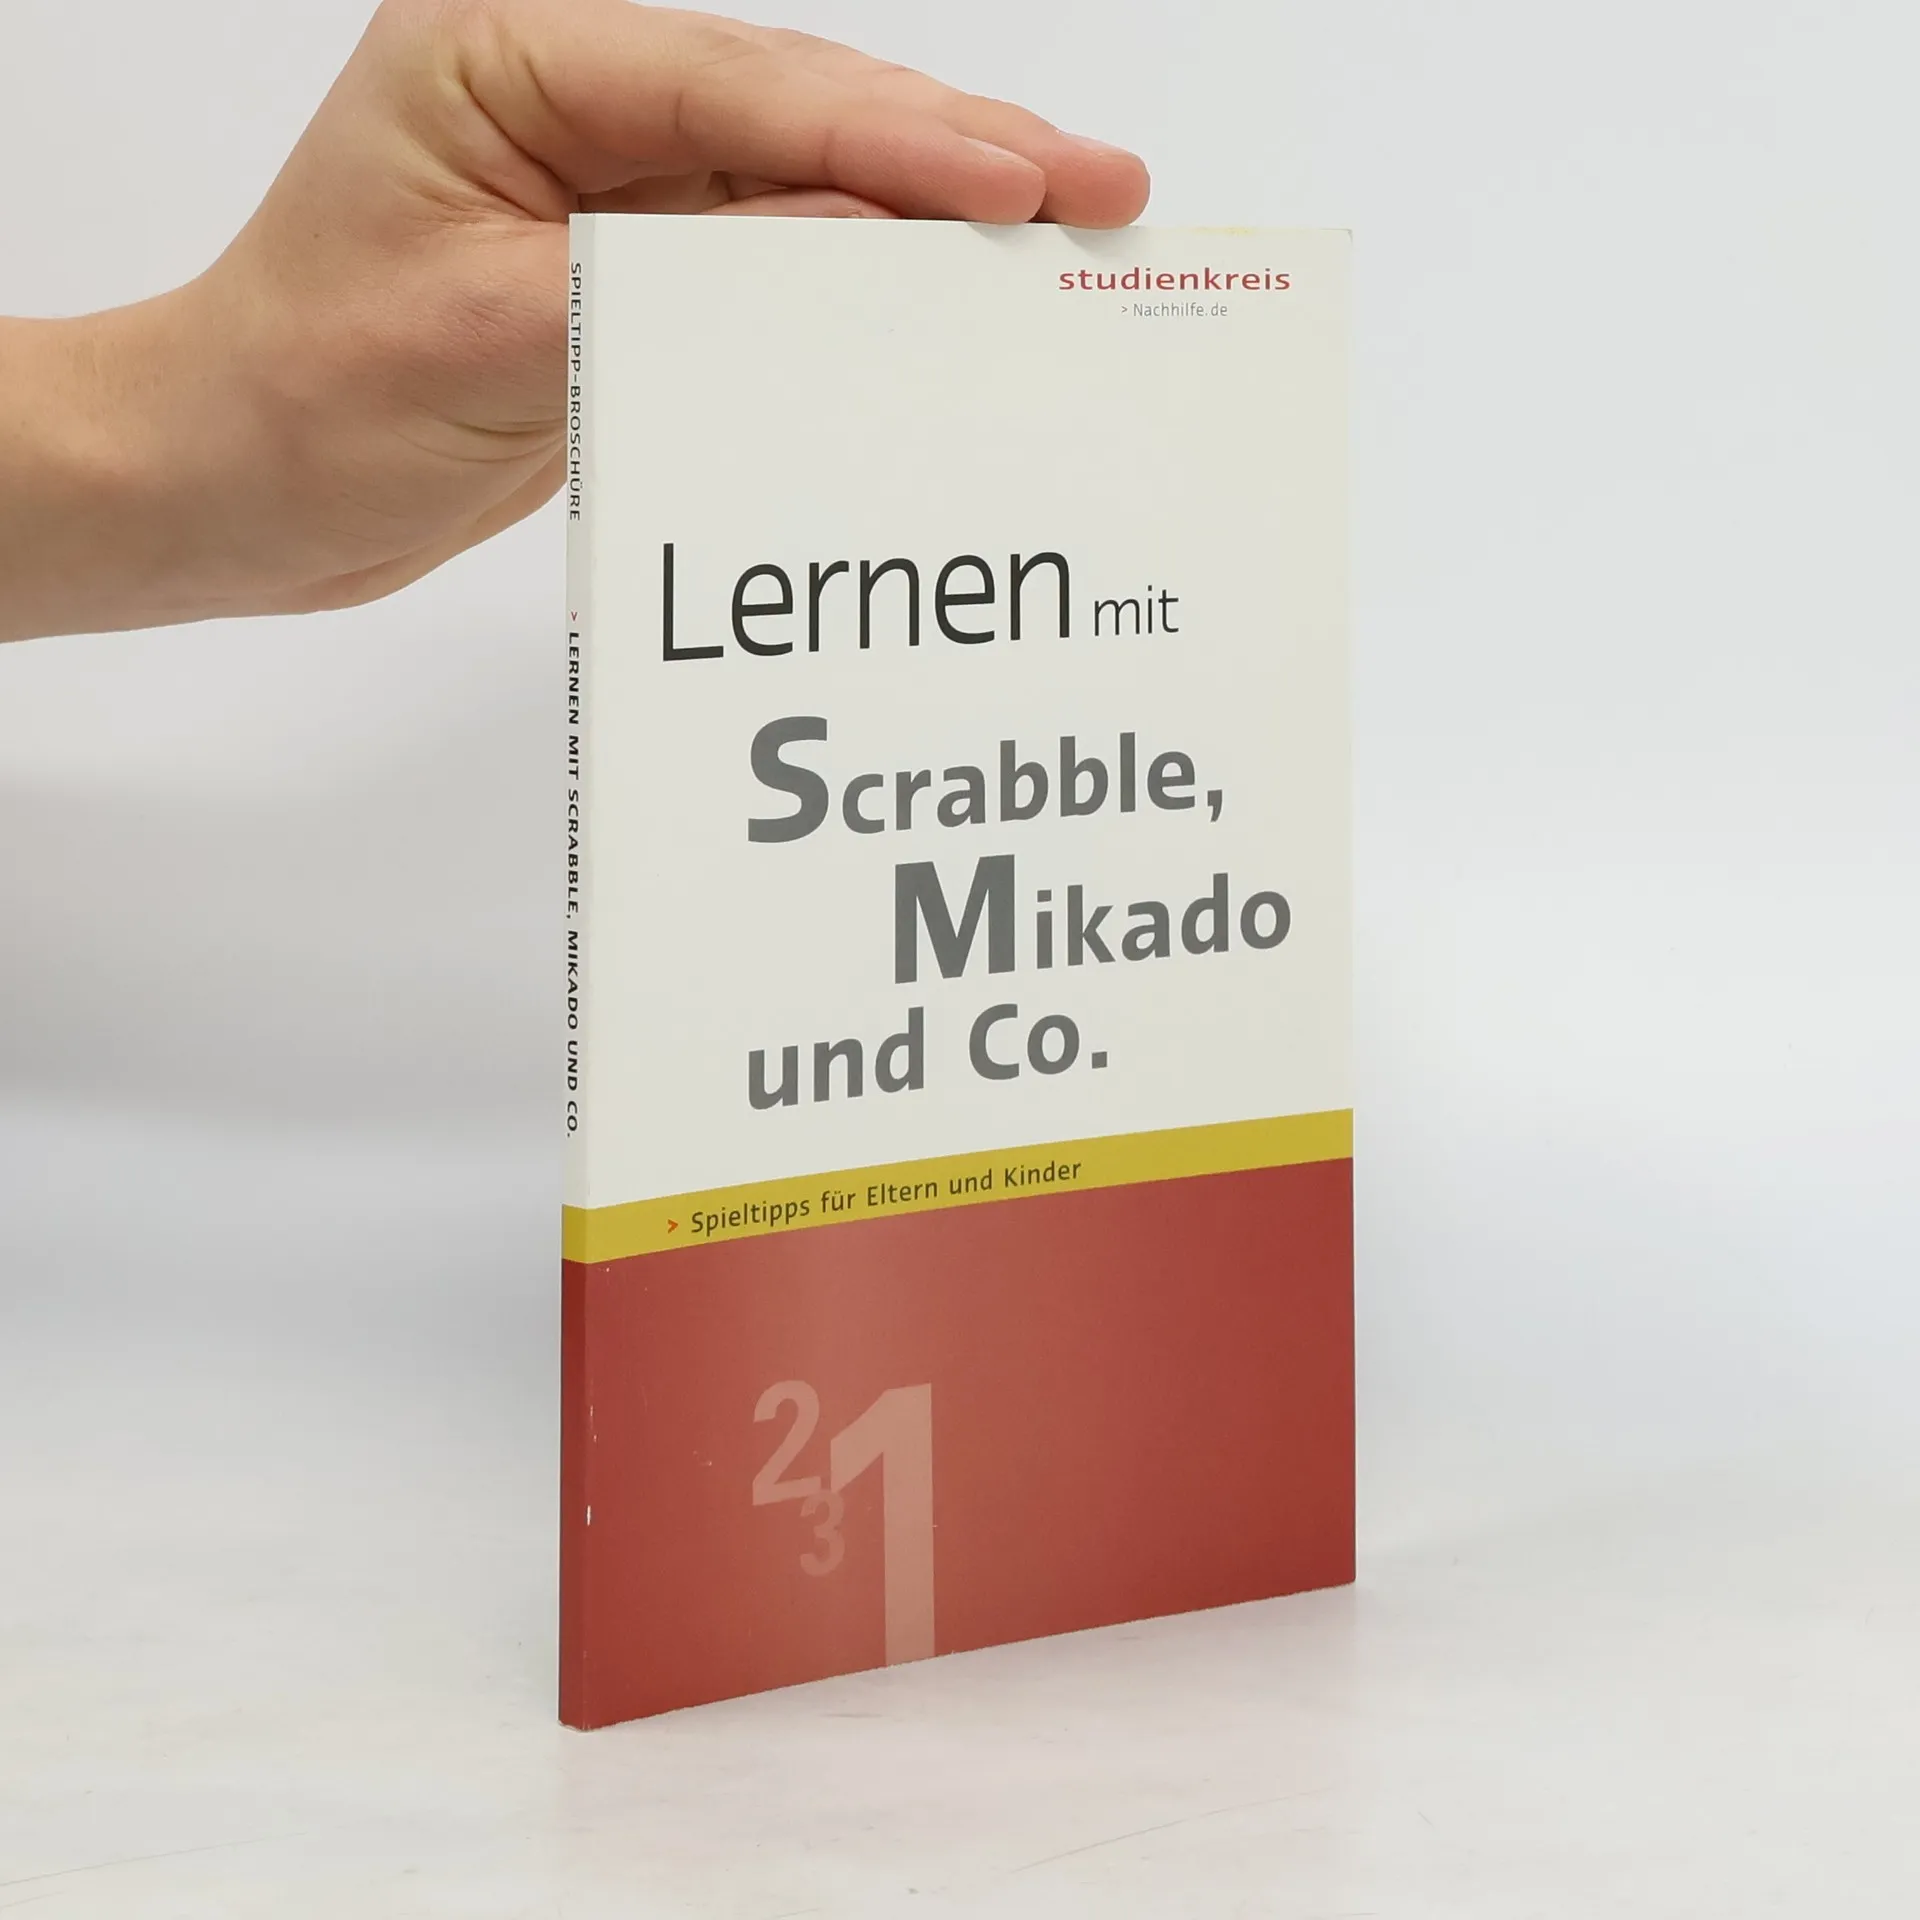 studienkreis
> Nachhilfe.de
Lernen mit
Scrabble,
Mikado
und Co.
> Spieltipps für Eltern und Kinder
2
1
3
SPIELTIPP-BROSCHÜRE > LERNEN MIT SCRABBLE, MIKADO UND CO.